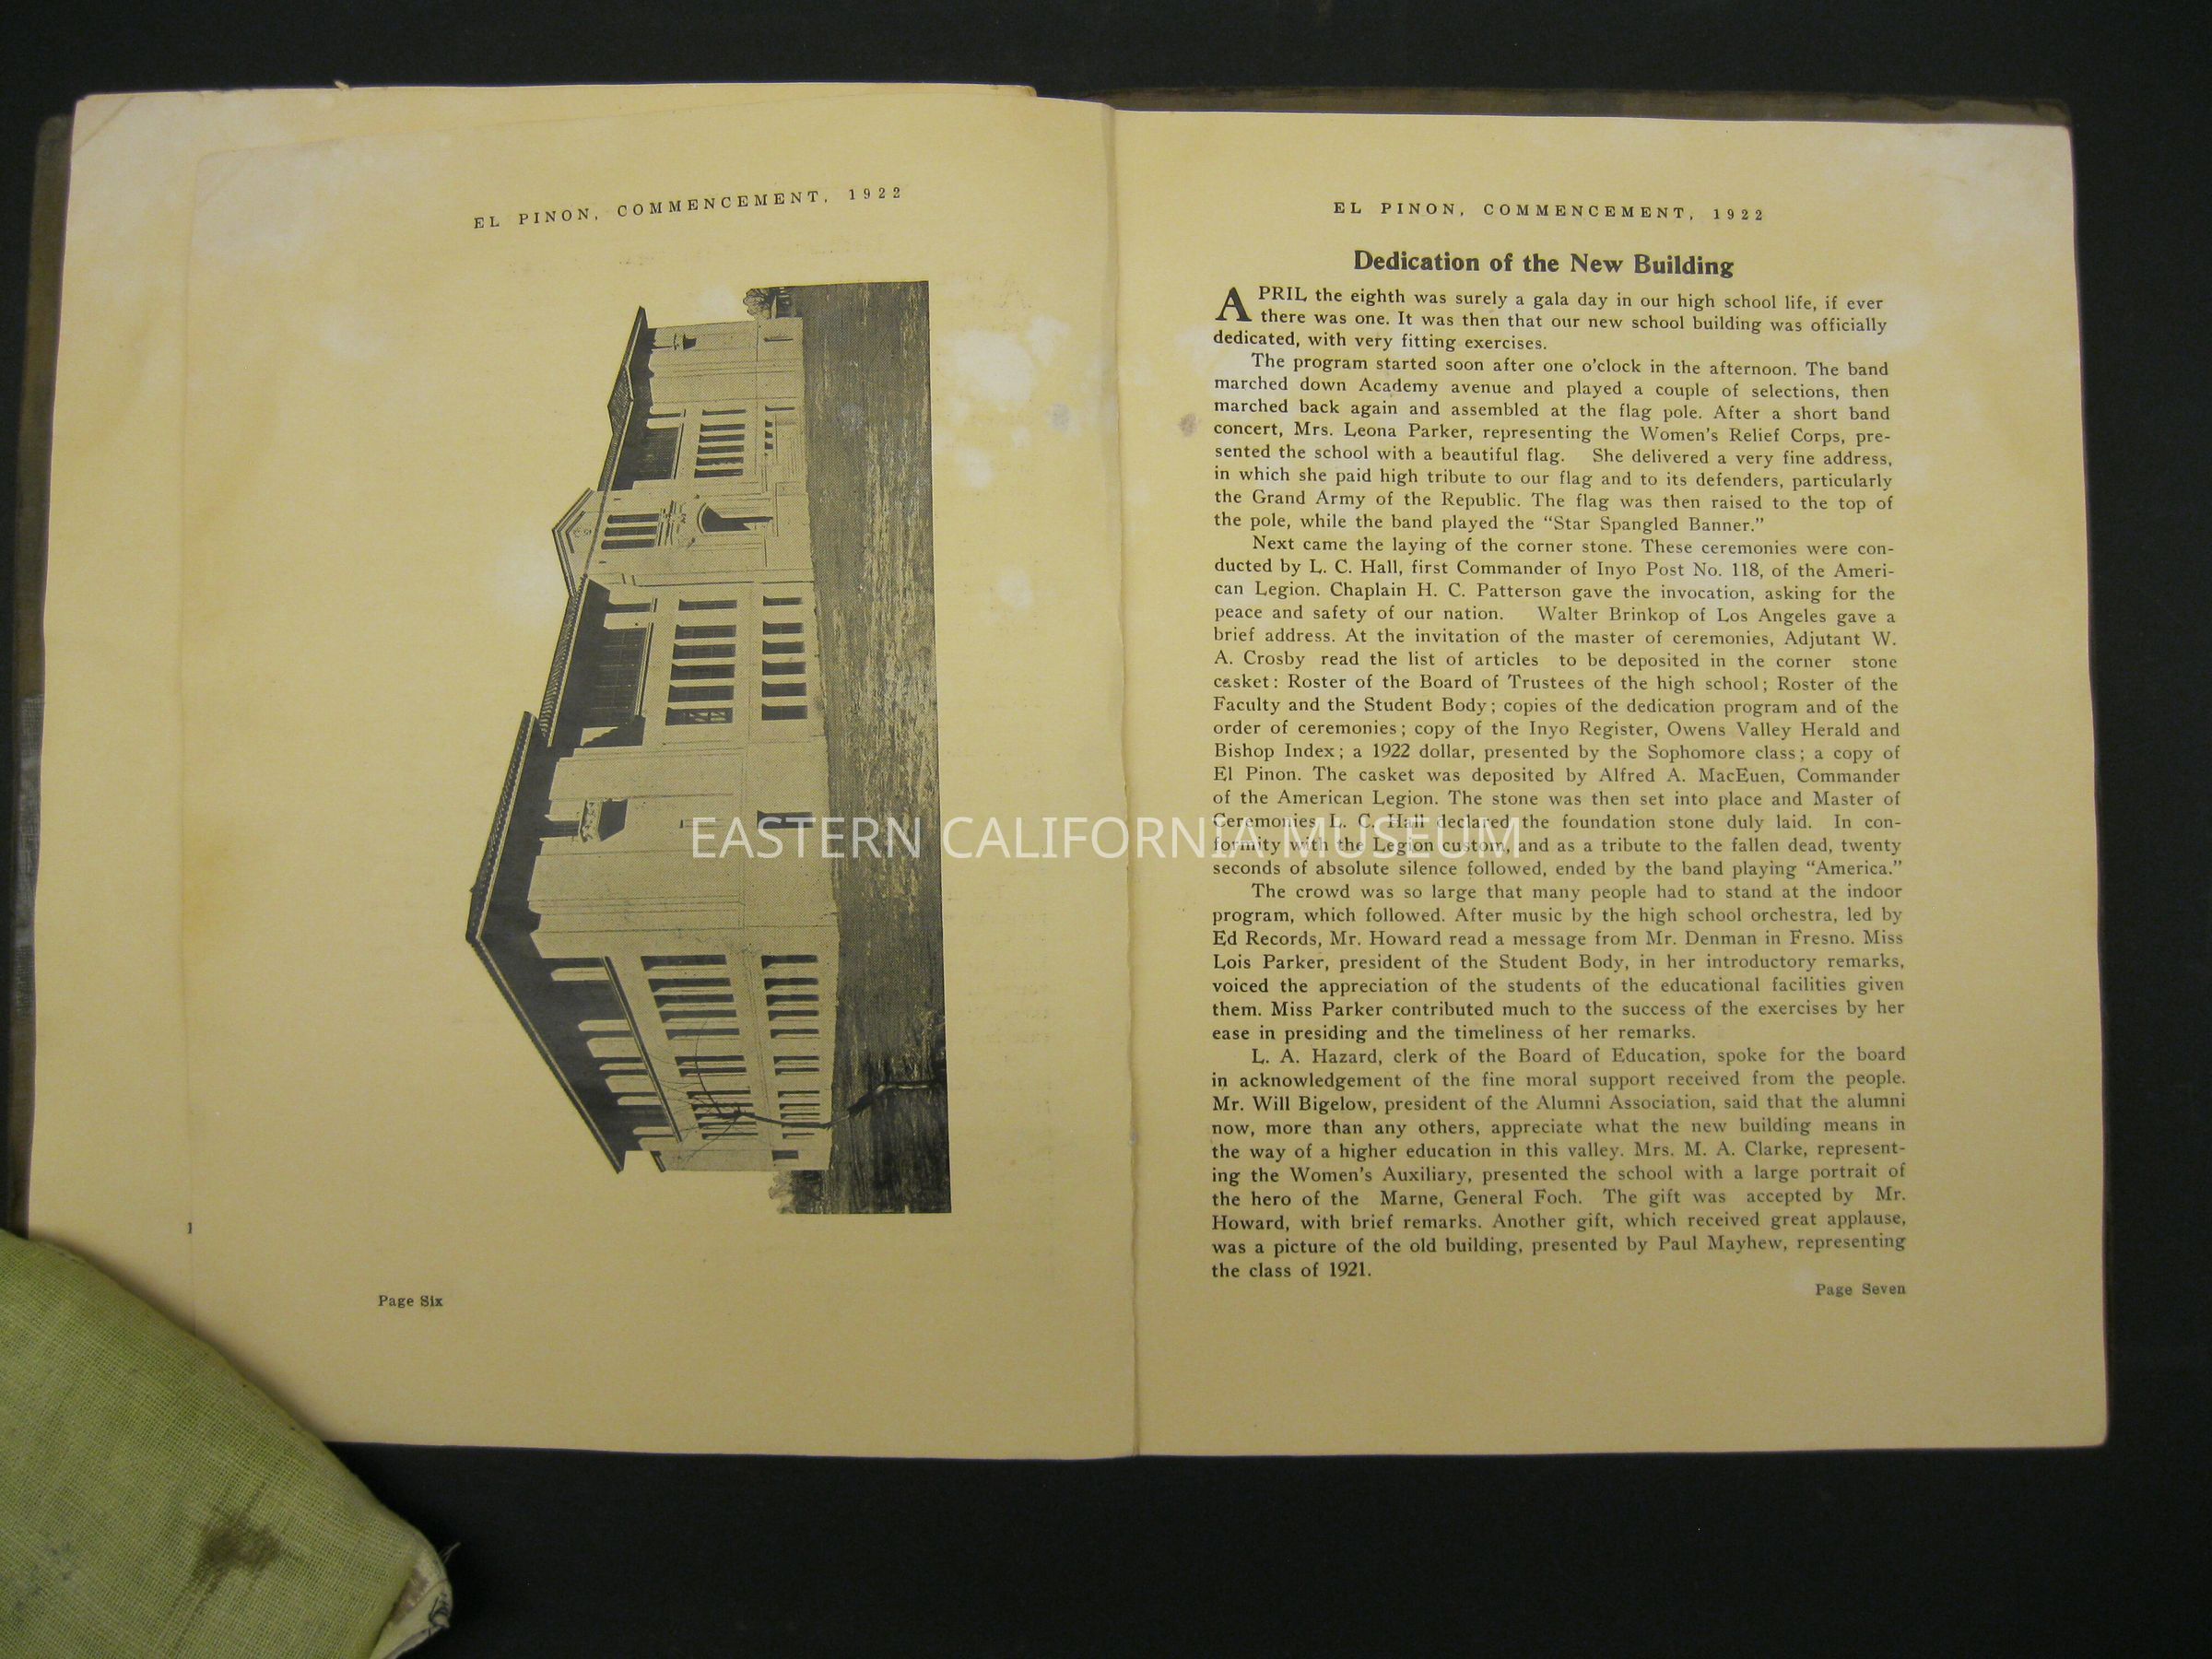 EL PINON, COMMENCEMENT, 1922
Page Six
EL PINON, COMMENCEMENT, 1922
Dedication of the New Building
APRIL the eighth was surely a gala day in our high school life, if ever
there was one. It was then that our new school building was officially
dedicated, with very fitting exercises.
The program started soon after one o'clock in the afternoon. The band
marched down Academy avenue and played a couple of selections, then
marched back again and assembled at the flag pole. After a short band
concert, Mrs. Leona Parker, representing the Women's Relief Corps, pre-
sented the school with a beautiful flag. She delivered a very fine address,
in which she paid high tribute to our flag and to its defenders, particularly
the Grand Army of the Republic. The flag was then raised to the top of
the pole, while the band played the "Star Spangled Banner."
Next came the laying of the corner stone. These ceremonies were con-
ducted by L. C. Hall, first Commander of Inyo Post No. 118, of the Ameri-
can Legion. Chaplain H. C. Patterson gave the invocation, asking for the
peace and safety of our nation. Walter Brinkop of Los Angeles gave a
brief address. At the invitation of the master of ceremonies, Adjutant W.
A. Crosby read the list of articles to be deposited in the corner stone
casket: Roster of the Board of Trustees of the high school; Roster of the
Faculty and the Student Body; copies of the dedication program and of the
order of ceremonies; copy of the Inyo Register, Owens Valley Herald and
Bishop Index; a 1922 dollar, presented by the Sophomore class; a copy of
El Pinon. The casket was deposited by Alfred A. MacEuen, Commander
of the American Legion. The stone was then set into place and Master of
Ceremonies L. C. Hall declared the foundation stone duly laid. In con-
formity with the Legion custom, and as a tribute to the fallen dead, twenty
seconds of absolute silence followed, ended by the band playing "America."
The crowd was so large that many people had to stand at the indoor
program, which followed. After music by the high school orchestra, led by
Ed Records, Mr. Howard read a message from Mr. Denman in Fresno. Miss
Lois Parker, president of the Student Body, in her introductory remarks,
voiced the appreciation of the students of the educational facilities given
them. Miss Parker contributed much to the success of the exercises by her
ease in presiding and the timeliness of her remarks.
L. A. Hazard, clerk of the Board of Education, spoke for the board
in acknowledgement of the fine moral support received from the people.
Mr. Will Bigelow, president of the Alumni Association, said that the alumni
now, more than any others, appreciate what the new building means in
the way of a higher education in this valley. Mrs. M. A. Clarke, represent-
ing the Women's Auxiliary, presented the school with a large portrait of
the hero of the Marne, General Foch. The gift was accepted by Mr.
Howard, with brief remarks. Another gift, which received great applause,
was a picture of the old building, presented by Paul Mayhew, representing
the class of 1921.
Page Seven
EASTERN CALIFORNIA MUSEUM